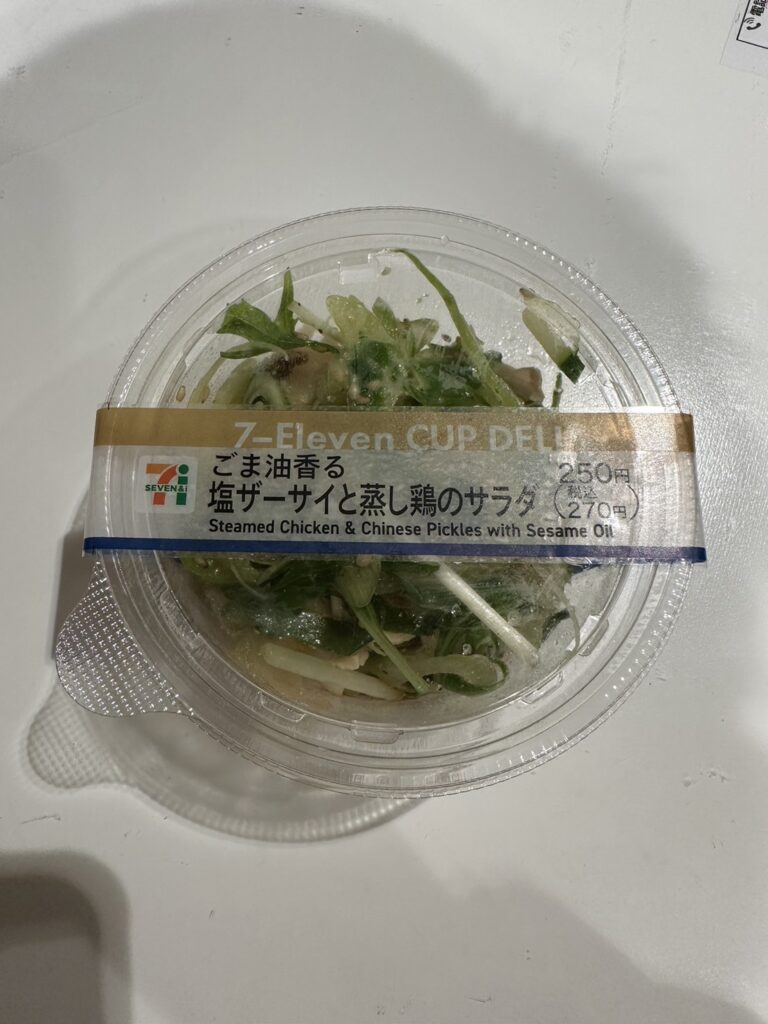 7-Eleven CUP DELI
SEVEN&i
ごま油香る
塩ザーサイと蒸し鶏のサラダ
250円
(税込
270円)
Steamed Chicken & Chinese Pickles with Sesame Oil